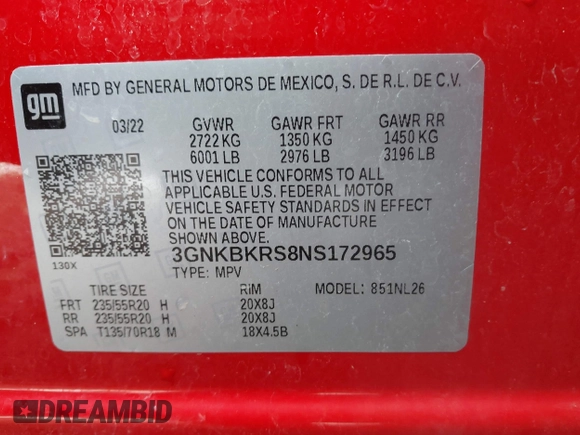 gm
MFD BY GENERAL MOTORS DE MEXICO, S. DE R.L. DE C.V.
03/22 GVWR GAWR FRT GAWR RR
2722 KG 1350 KG 1450 KG
6001 LB 2976 LB 3196 LB
THIS VEHICLE CONFORMS TO ALL
APPLICABLE U.S. FEDERAL MOTOR
VEHICLE SAFETY STANDARDS IN EFFECT
ON THE DATE OF MANUFACTURE
SHOWN ABOVE.
130X 3GNKBKRS8NS172965
TYPE: MPV
TIRE SIZE RIM MODEL: 851NL26
FRT 235/55R20 H 20X8J
RR 235/55R20 H 20X8J
SPA T135/70R18 M 18X4.5B
DREAMBID